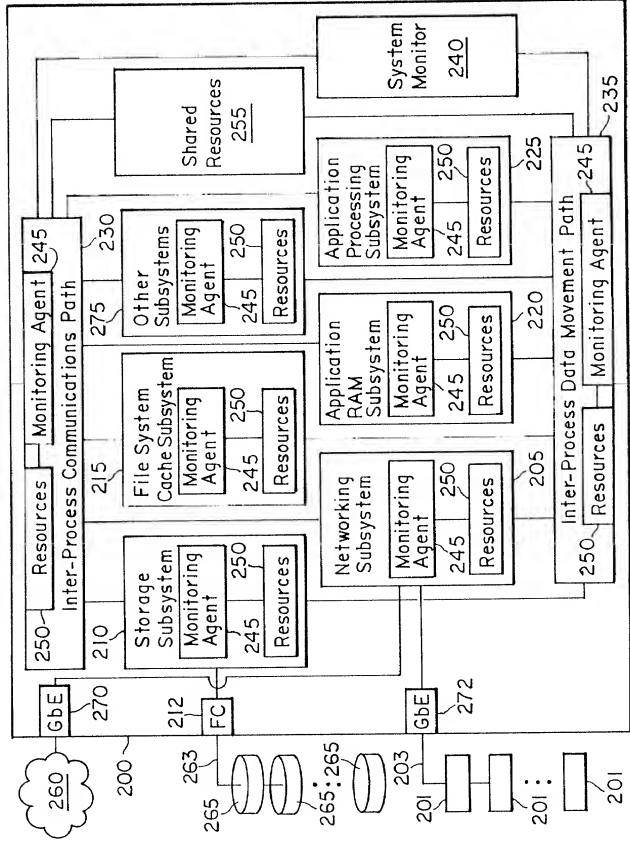 245
Resources
Monitoring Agent
250
Inter-Process Communications Path
230
Shared
Resources
255
System
Monitor
240
210
Storage
Subsystem
Monitoring
Agent
250
245
Resources
215
File System
Cache Subsystem
Monitoring
Agent
250
245
Resources
275
Other
Subsystems
Monitoring
Agent
250
245
Resources
Networking
Subsystem
Monitoring
Agent
250
245
Resources
205
Application
RAM Subsystem
Monitoring
Agent
250
245
Resources
220
Application
Processing
Subsystem
Monitoring
Agent
250
245
Resources
225
235
Inter-Process Data Movement Path
245
Resources
Monitoring Agent
250
260
GbE
270
200
212
FC
263
265
265
265
GbE
272
203
201
201
201